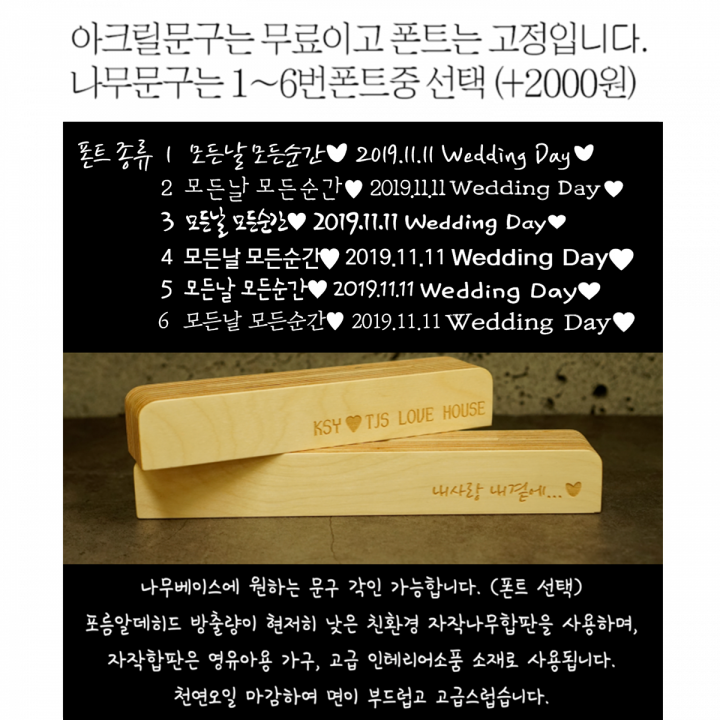 아크릴문구는 무료이고 폰트는 고정입니다.
나무문구는 1~6번폰트중 선택 (+2000원)
폰트 종류 1 모든날 모든순간♥ 2019.11.11 Wedding Day♥
2 모든날 모든순간♥ 2019.11.11 Wedding Day♥
3 모든날 모든순간♥ 2019.11.11 Wedding Day♥
4 모든날 모든순간♥ 2019.11.11 Wedding Day♥
5 모든날 모든순간♥ 2019.11.11 Wedding Day♥
6 모든날 모든순간♥ 2019.11.11 Wedding Day♥
KSY♥TJS LOVE HOUSE
내사랑 내곁에...♥
나무베이스에 원하는 문구 각인 가능합니다. (폰트 선택)
포름알데히드 방출량이 현저히 낮은 친환경 자작나무합판을 사용하며,
자작합판은 영유아용 가구, 고급 인테리어소품 소재로 사용됩니다.
천연오일 마감하여 면이 부드럽고 고급스럽습니다.